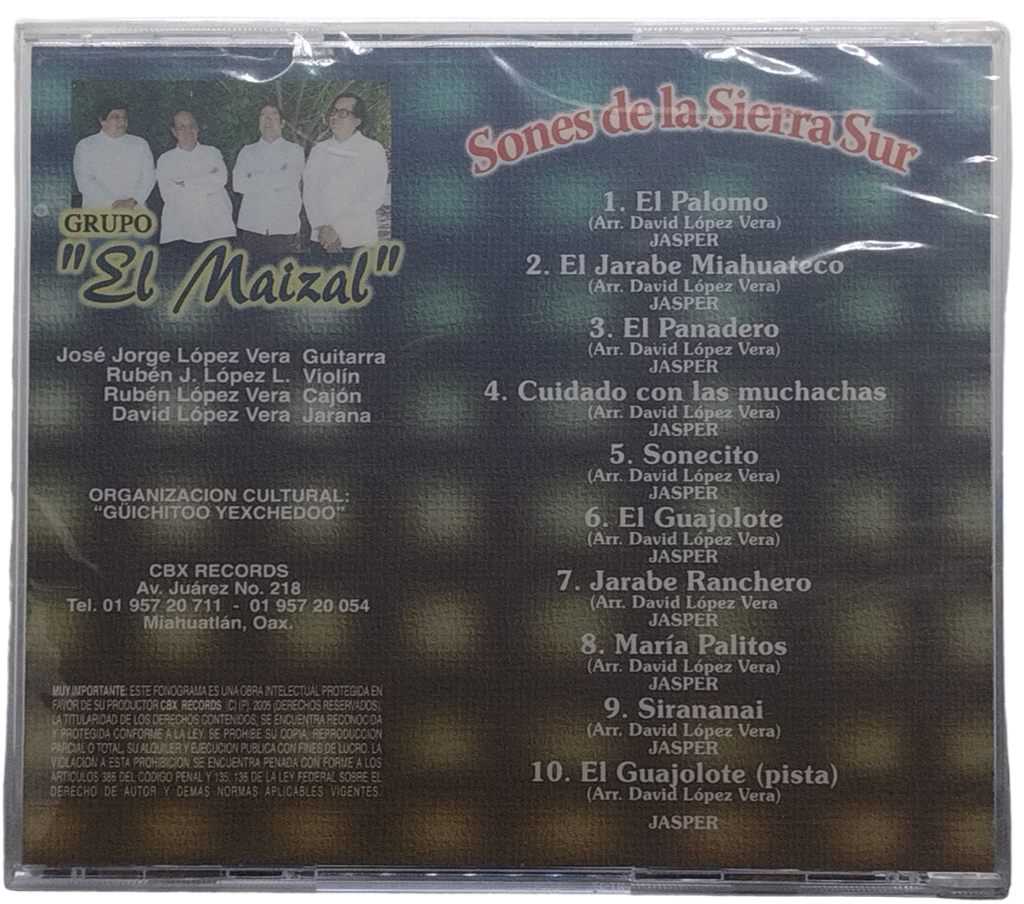 GRUPO
"El Maizal"
José Jorge López Vera Guitarra
Rubén J. López L. Violín
Rubén López Vera Cajón
David López Vera Jarana
ORGANIZACION CULTURAL:
“GÜICHITOO YEXCHEDOO”
CBX RECORDS
Av. Juárez No. 218
Tel. 01 957 20 711 - 01 957 20 054
Miahuatlán, Oax.
MUY IMPORTANTE: ESTE FONOGRAMA ES UNA OBRA INTELECTUAL PROTEGIDA EN
FAVOR DE SU PRODUCTOR CBX RECORDS (C) (P). 2005 (DERECHOS RESERVADOS).
LA TITULARIDAD DE LOS DERECHOS CONTENIDOS, SE ENCUENTRA RECONOCIDA
Y PROTEGIDA CONFORME A LA LEY. SE PROHIBE SU COPIA, REPRODUCCION
PARCIAL O TOTAL, SU ALQUILER Y EJECUCION PUBLICA CON FINES DE LUCRO. LA
VIOLACION A ESTA PROHIBICION SE ENCUENTRA PENADA CON FORME A LOS
ARTICULOS 386 DEL CODIGO PENAL Y 135, 136 DE LA LEY FEDERAL SOBRE EL
DERECHO DE AUTOR Y DEMAS NORMAS APLICABLES VIGENTES.
Sones de la Sierra Sur
1. El Palomo
(Arr. David López Vera)
JASPER
2. El Jarabe Miahuateco
(Arr. David López Vera)
JASPER
3. El Panadero
(Arr. David López Vera)
JASPER
4. Cuidado con las muchachas
(Arr. David López Vera)
JASPER
5. Sonecito
(Arr. David López Vera)
JASPER
6. El Guajolote
(Arr. David López Vera)
JASPER
7. Jarabe Ranchero
(Arr. David López Vera
JASPER
8. María Palitos
(Arr. David López Vera)
JASPER
9. Sirananai
(Arr. David López Vera)
JASPER
10. El Guajolote (pista)
(Arr. David López Vera)
JASPER